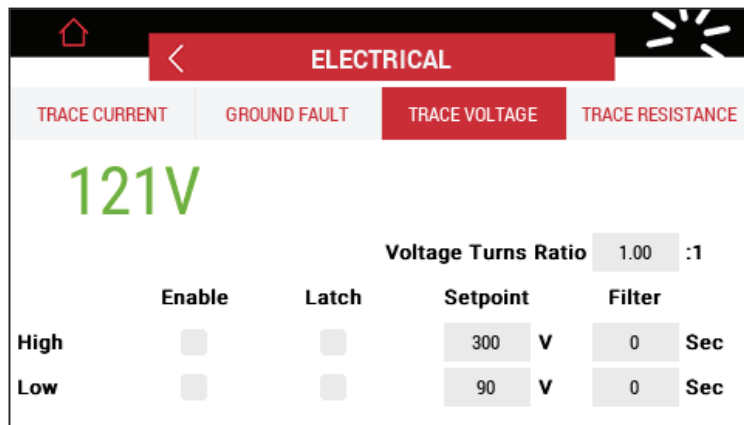 ELECTRICAL
TRACE CURRENT GROUND FAULT TRACE VOLTAGE TRACE RESISTANCE
121V
Voltage Turns Ratio 1.00 :1
Enable Latch Setpoint Filter
High 300 V 0 Sec
Low 90 V 0 Sec